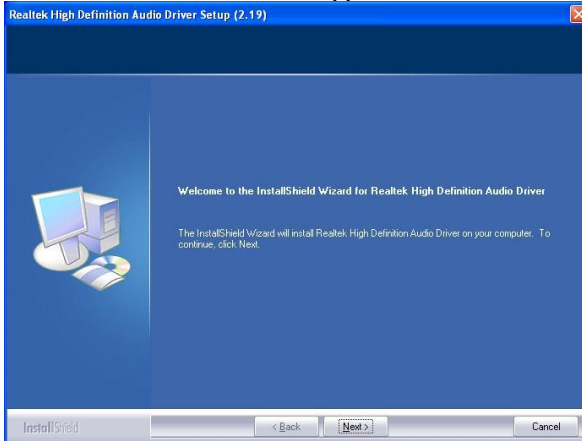 Realtek High Definition Audio Driver Setup (2.19)
Welcome to the InstallShield Wizard for Realtek High Definition Audio Driver
The InstallShield Wizard will install Realtek High Definition Audio Driver on your computer. To
continue, click Next.
InstallShield
< Back
Next >
Cancel